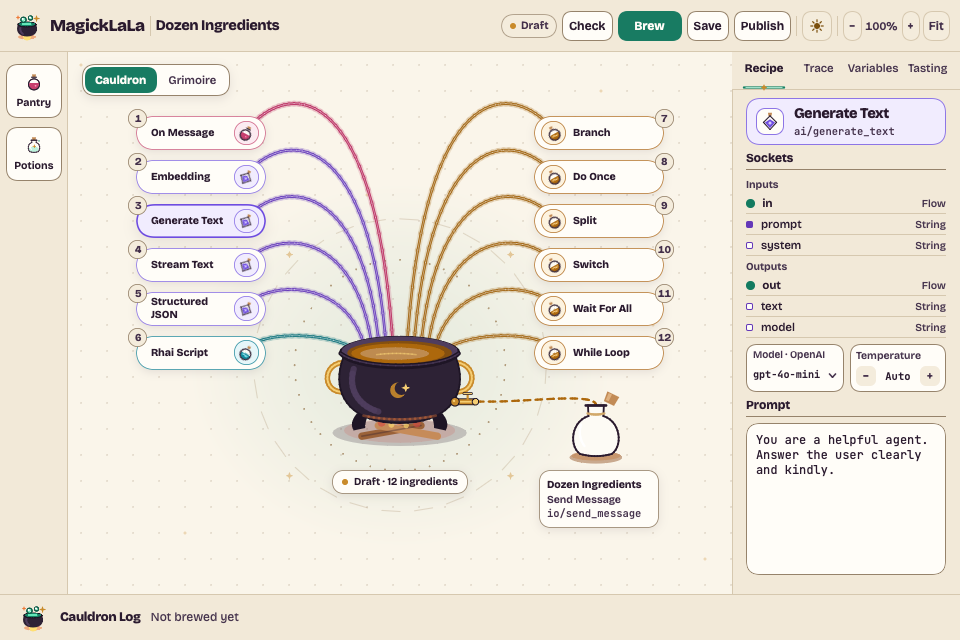 MagickLaLa
Dozen Ingredients
Draft
Check
Brew
Save
Publish
−
100%
+
Fit
Pantry
Potions
Cauldron
Grimoire
1
On Message
2
Embedding
3
Generate Text
4
Stream Text
5
Structured
JSON
6
Rhai Script
7
Branch
8
Do Once
9
Split
10
Switch
11
Wait For All
12
While Loop
Draft · 12 ingredients
Dozen Ingredients
Send Message
io/send_message
Recipe
Trace
Variables
Tasting
Generate Text
ai/generate_text
Sockets
Inputs
in Flow
prompt String
system String
Outputs
out Flow
text String
model String
Model · OpenAI
gpt-4o-mini
Temperature
− Auto +
Prompt
You are a helpful agent.
Answer the user clearly
and kindly.
Cauldron Log Not brewed yet